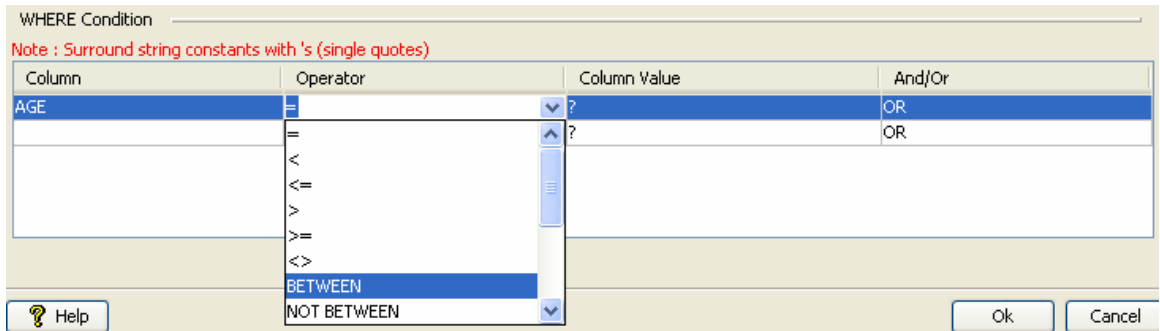 WHERE Condition
Note : Surround string constants with 's (single quotes)
Column Operator Column Value And/Or
AGE = ? OR
= ? OR
<
<=
>
>=
<>
BETWEEN
NOT BETWEEN
? Help Ok Cancel